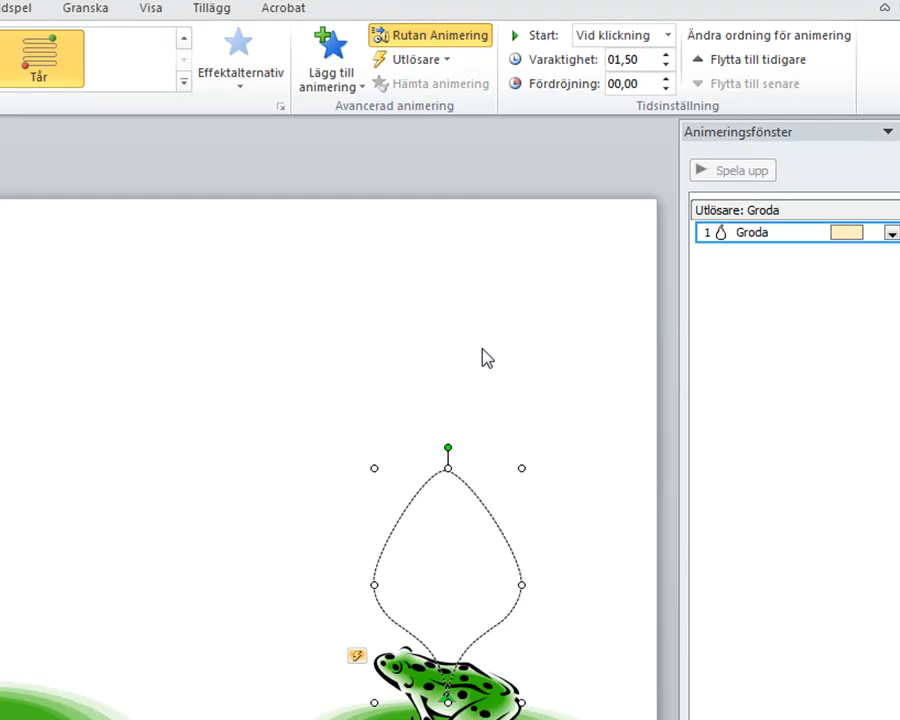 dspel Granska Visa Tillägg Acrobat
Tår
Effektalternativ
Lägg till animering
Rutan Animering
Utlösare
Hämta animering
Avancerad animering
Start: Vid klickning
Varaktighet: 01,50
Fördröjning: 00,00
Ändra ordning för animering
Flytta till tidigare
Flytta till senare
Tidsinställning
Animeringsfönster
Spela upp
Utlösare: Groda
1 Groda